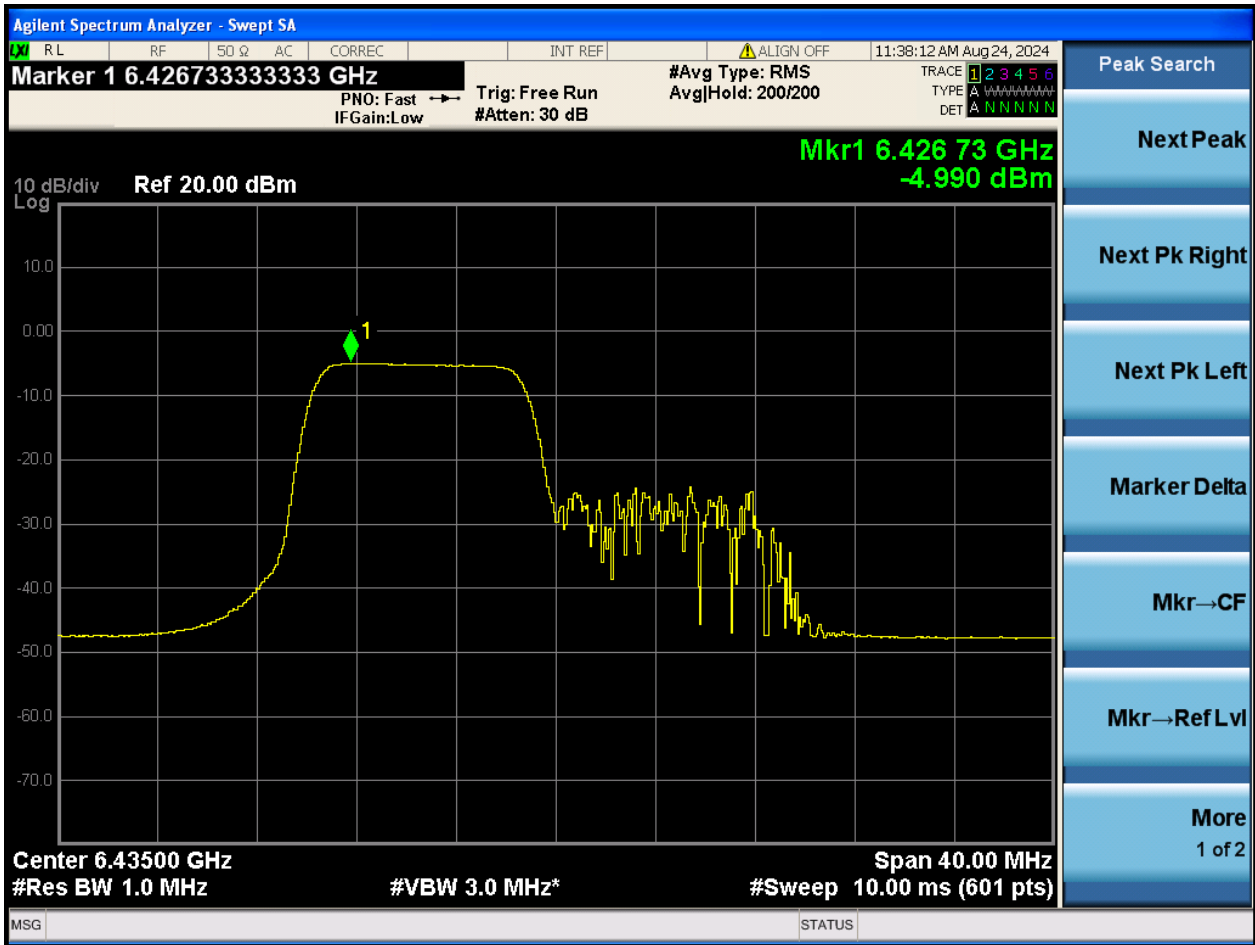 Agilent Spectrum Analyzer - Swept SA
LXI RL RF 50 Ω AC CORREC INT REF ALIGN OFF 11:38:12 AM Aug 24, 2024
Marker 1 6.426733333333 GHz
PNO: Fast
IFGain:Low
Trig: Free Run
#Atten: 30 dB
#Avg Type: RMS
Avg|Hold: 200/200
TRACE 1 2 3 4 5 6
TYPE A WWWWW
DET A N N N N N
Mkr1 6.426 73 GHz
-4.990 dBm
10 dB/div Ref 20.00 dBm
Log
10.0
0.00
1
-10.0
-20.0
-30.0
-40.0
-50.0
-60.0
-70.0
Center 6.43500 GHz Span 40.00 MHz
#Res BW 1.0 MHz #VBW 3.0 MHz* #Sweep 10.00 ms (601 pts)
MSG STATUS
Peak Search
Next Peak
Next Pk Right
Next Pk Left
Marker Delta
Mkr→CF
Mkr→Ref Lvl
More
1 of 2